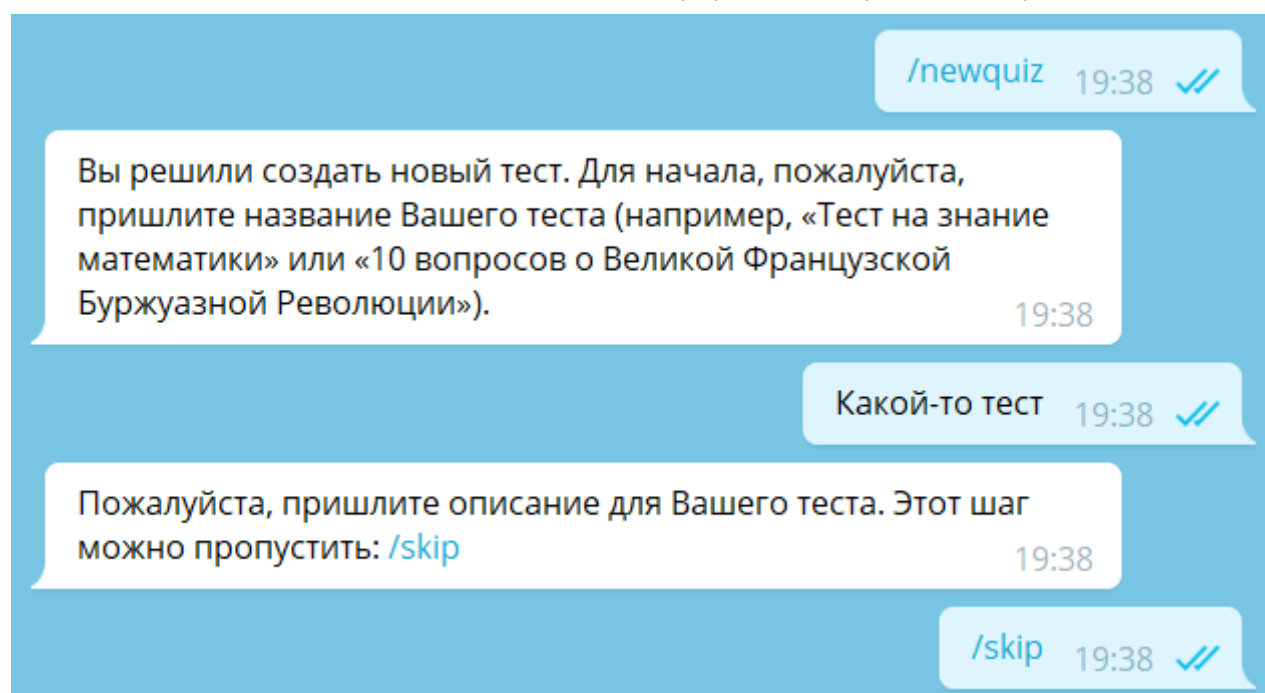 /newquiz 19:38
Вы решили создать новый тест. Для начала, пожалуйста,
пришлите название Вашего теста (например, «Тест на знание
математики» или «10 вопросов о Великой Французской
Буржуазной Революции»).
19:38
Какой-то тест 19:38
Пожалуйста, пришлите описание для Вашего теста. Этот шаг
можно пропустить: /skip
19:38
/skip 19:38